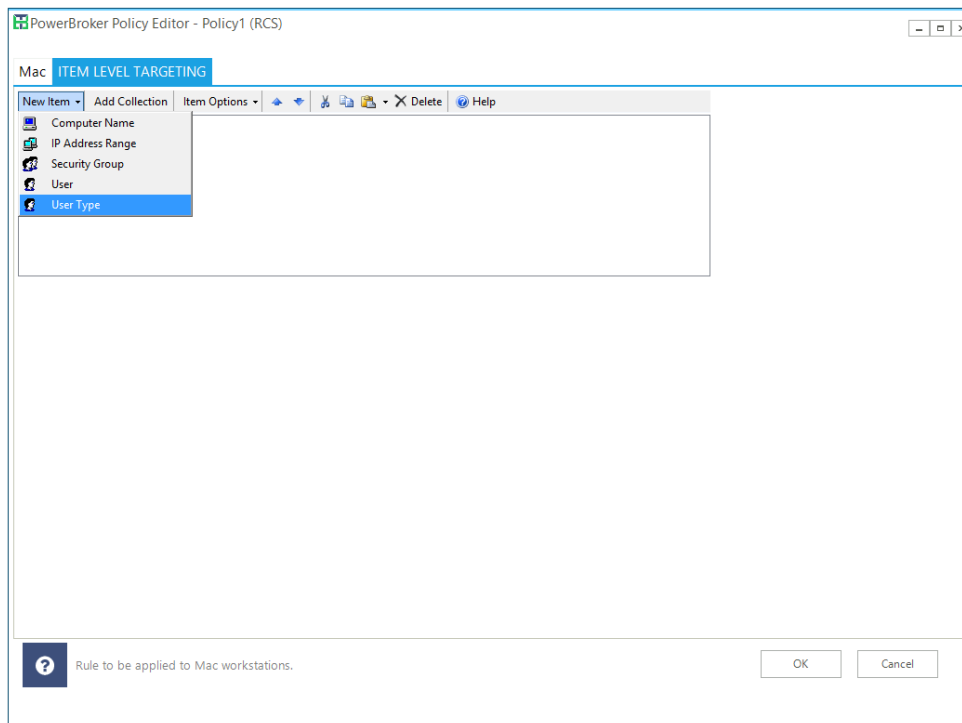 PowerBroker Policy Editor - Policy1 (RCS)
Mac ITEM LEVEL TARGETING
New Item Add Collection Item Options Delete Help
Computer Name
IP Address Range
Security Group
User
User Type
Rule to be applied to Mac workstations. OK Cancel